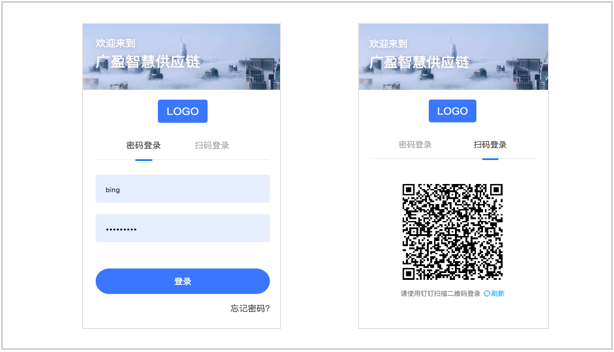 欢迎来到
广盈智慧供应链
LOGO
密码登录 扫码登录
bing
•••••••••
登录
忘记密码?
欢迎来到
广盈智慧供应链
LOGO
密码登录 扫码登录
请使用钉钉扫描二维码登录 刷新